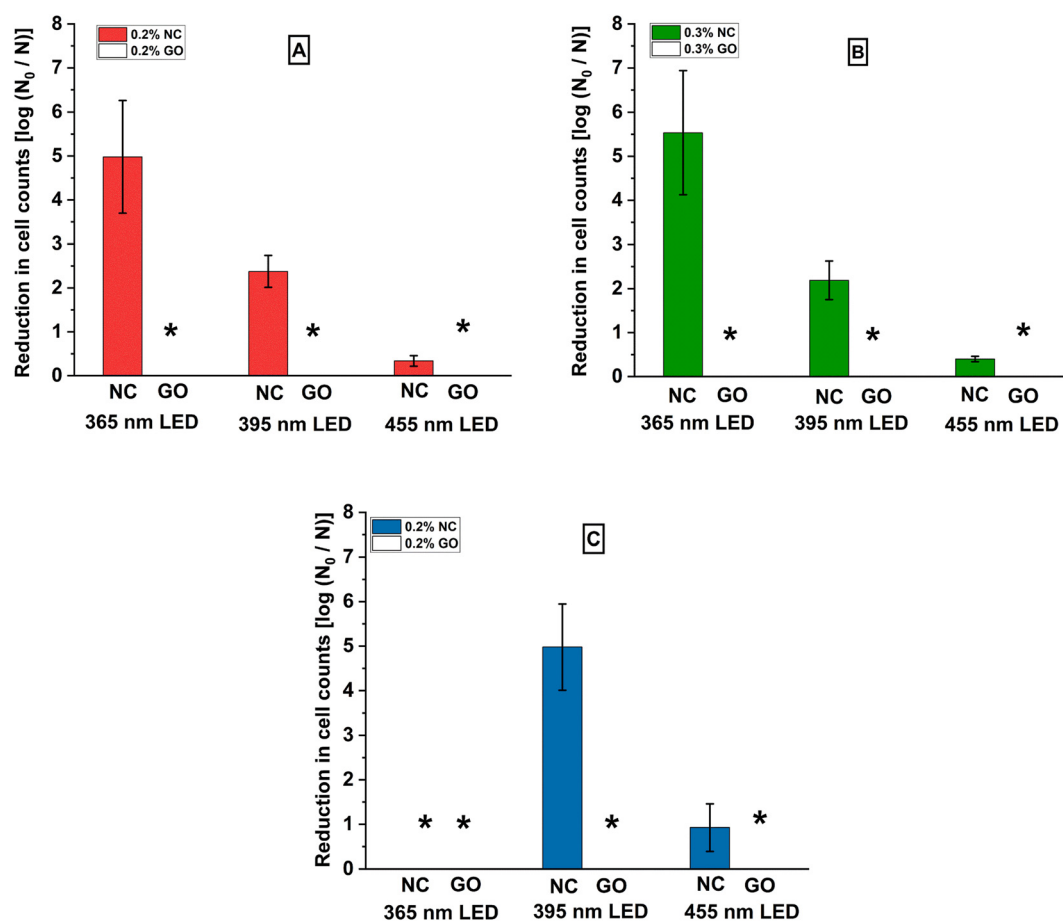 Reduction in cell counts [log (N₀ / N)]
8
7
6
5
4
3
2
1
0
0.2% NC
0.2% GO
A
*
*
*
NC GO NC GO NC GO
365 nm LED 395 nm LED 455 nm LED
Reduction in cell counts [log (N₀ / N)]
8
7
6
5
4
3
2
1
0
0.3% NC
0.3% GO
B
*
*
*
NC GO NC GO NC GO
365 nm LED 395 nm LED 455 nm LED
Reduction in cell counts [log (N₀ / N)]
8
7
6
5
4
3
2
1
0
0.2% NC
0.2% GO
C
* *
*
*
NC GO NC GO NC GO
365 nm LED 395 nm LED 455 nm LED